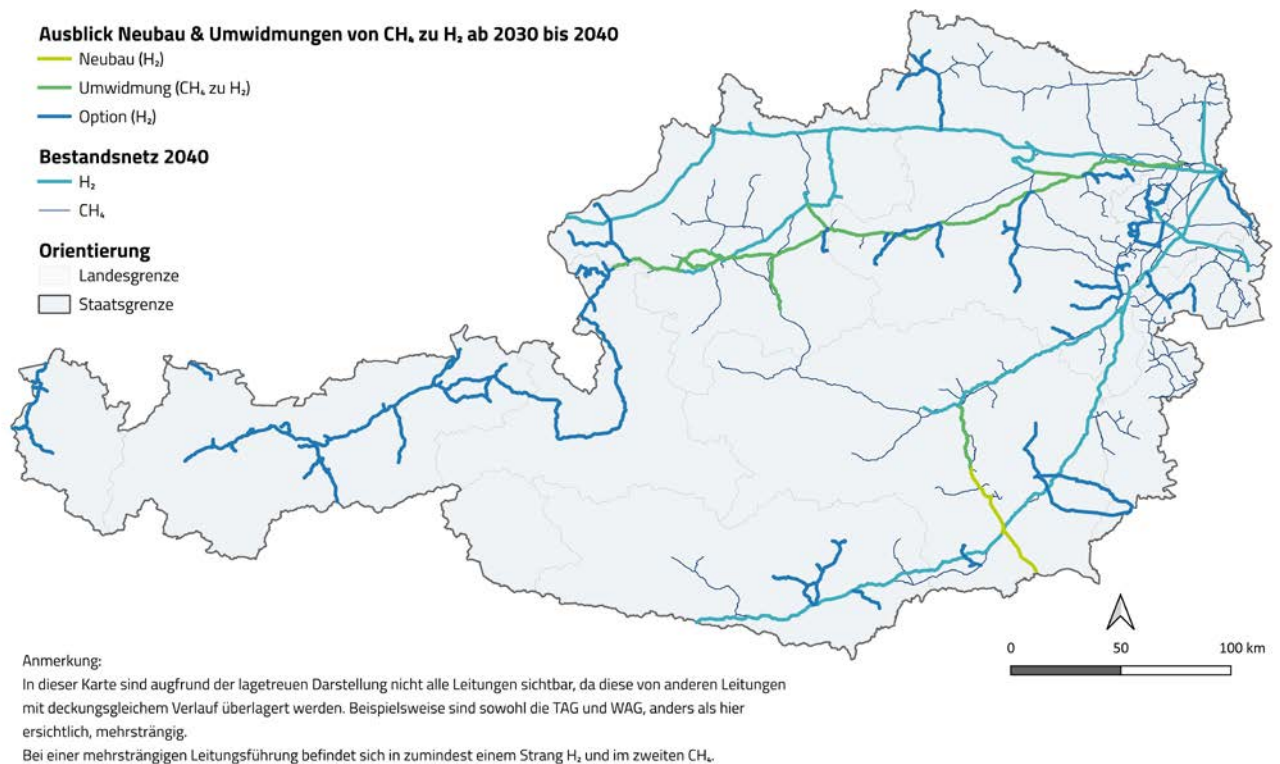 Ausblick Neubau & Umwidmungen von CH₄ zu H₂ ab 2030 bis 2040
Neubau (H₂)
Umwidmung (CH₄ zu H₂)
Option (H₂)
Bestandsnetz 2040
H₂
CH₄
Orientierung
Landesgrenze
Staatsgrenze
0 50 100 km
Anmerkung:
In dieser Karte sind augfrund der lagetreuen Darstellung nicht alle Leitungen sichtbar, da diese von anderen Leitungen
mit deckungsgleichem Verlauf überlagert werden. Beispielsweise sind sowohl die TAG und WAG, anders als hier
ersichtlich, mehrsträngig.
Bei einer mehrsträngigen Leitungsführung befindet sich in zumindest einem Strang H₂ und im zweiten CH₄.